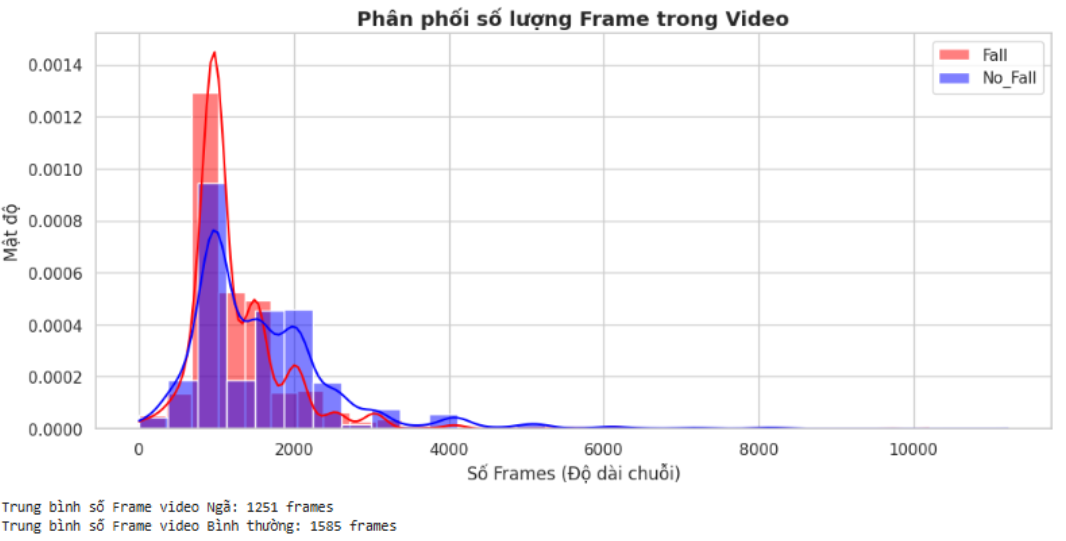 Phân phối số lượng Frame trong Video
Fall
No_Fall
0.0014
0.0012
0.0010
0.0008
0.0006
0.0004
0.0002
0.0000
Mật độ
0
2000
4000
6000
8000
10000
Số Frames (Độ dài chuỗi)
Trung bình số Frame video Ngã: 1251 frames
Trung bình số Frame video Bình thường: 1585 frames